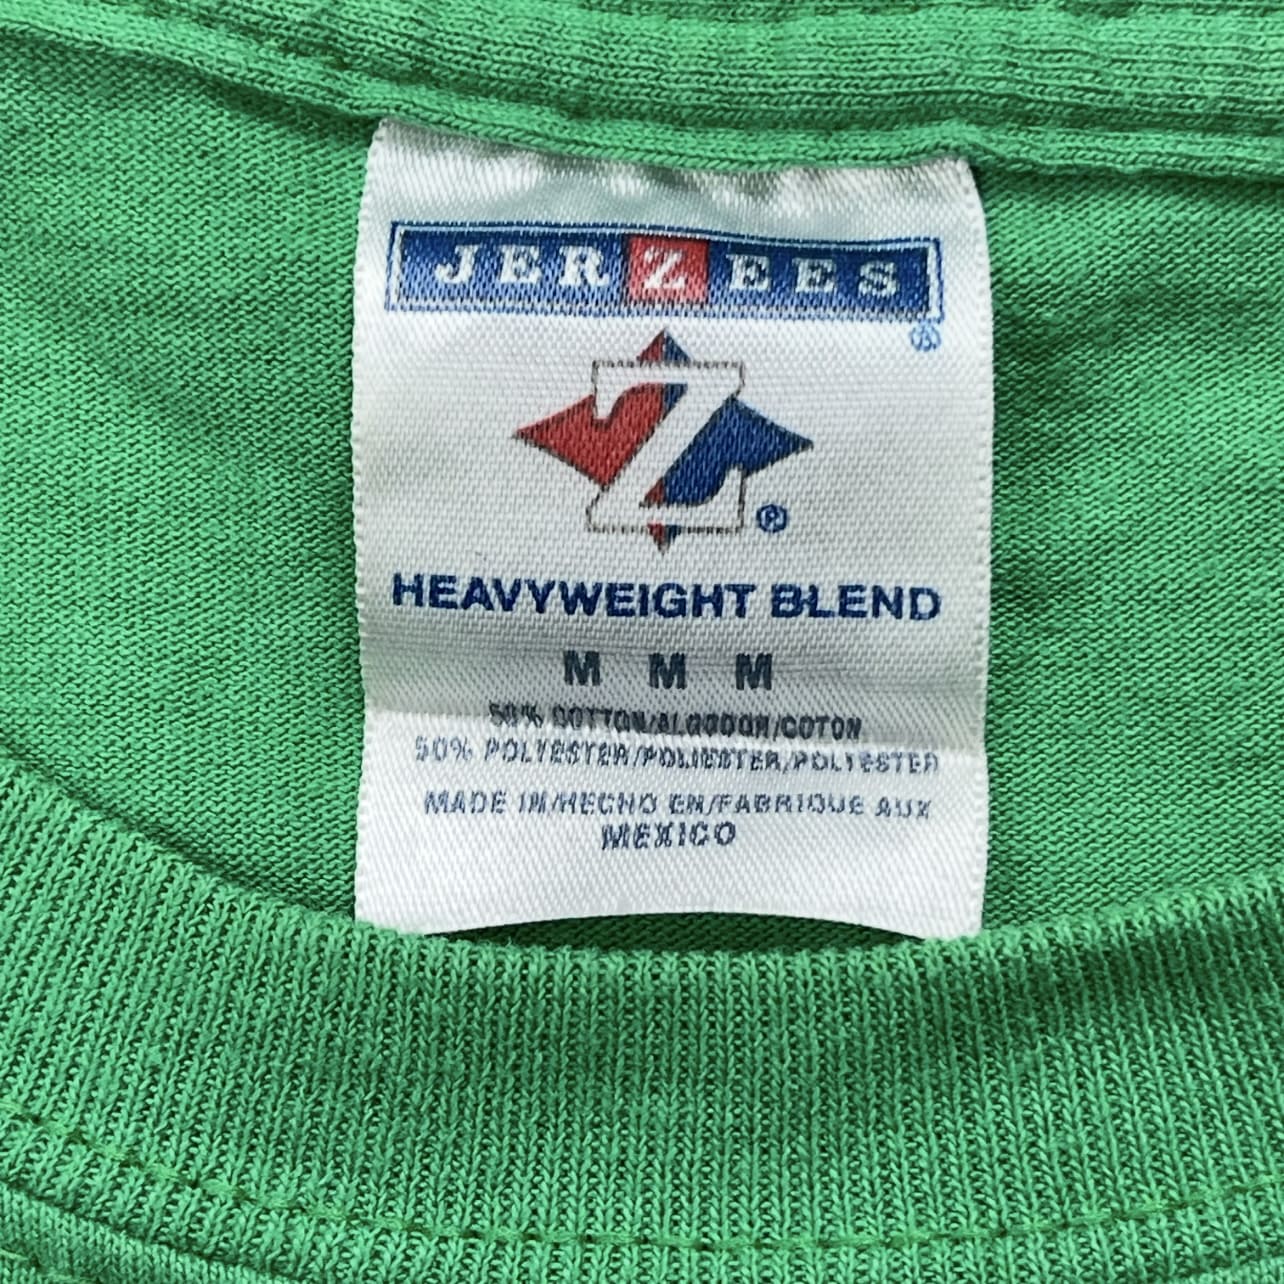 JERZEES
®
Z
®
HEAVYWEIGHT BLEND
M M M
50% COTTON/ALGODON/COTON
50% POLYESTER/POLIESTER/POLYESTER
MADE IN/HECHO EN/FABRIQUE AUX
MEXICO